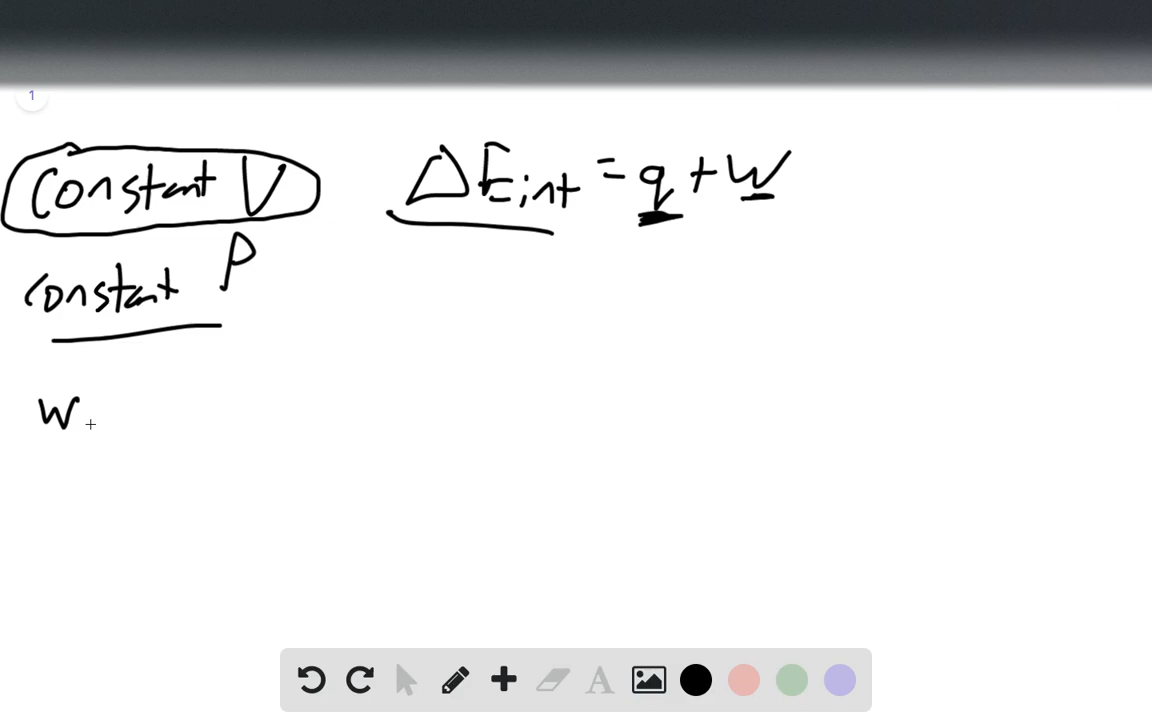 1
Constant V ΔEint = q + W
Constant P
W
A